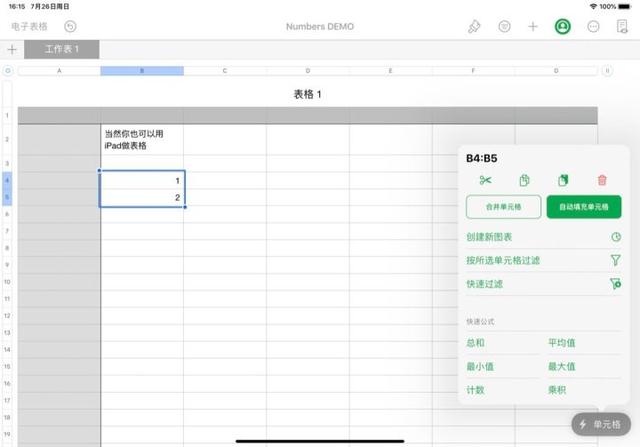 16:15 7月26日周日
100%
电子表格
Numbers DEMO
工作表 1
A B C D E F G
表格 1
1
2
当然你也可以用
iPad做表格
3
4 1
5 2
6
7
8
9
10
11
12
13
14
15
16
17
18
19
B4:B5
合并单元格 自动填充单元格
创建新图表
按所选单元格过滤
快速过滤
快速公式
总和 平均值
最小值 最大值
计数 乘积
单元格